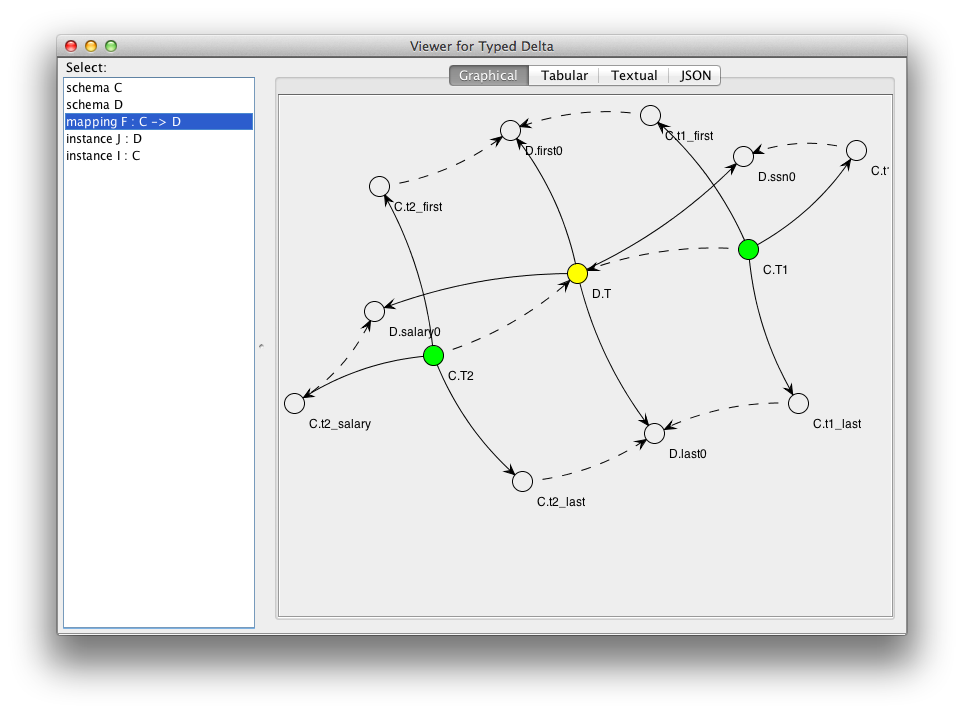 Viewer for Typed Delta
Select:
schema C
schema D
mapping F : C -> D
instance J : D
instance I : C
Graphical
Tabular
Textual
JSON
D.first0
C.t1_first
D.ssn0
C.t2_first
C.T1
D.T
D.salary0
C.T2
C.t2_salary
C.t1_last
D.last0
C.t2_last